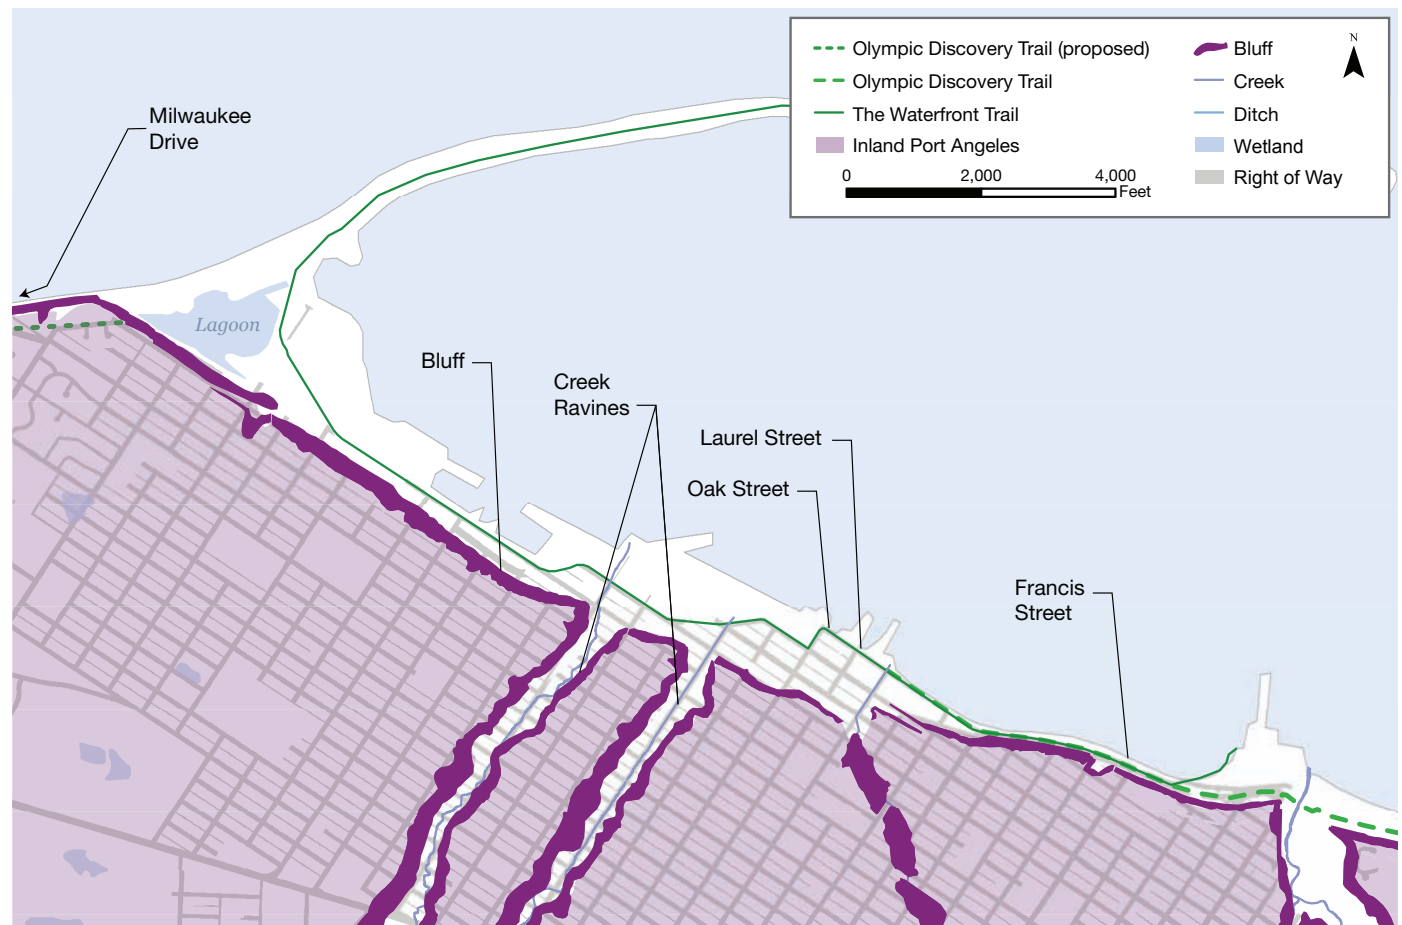 Milwaukee
Drive
Lagoon
Bluff
Creek
Ravines
Laurel Street
Oak Street
Francis
Street
Olympic Discovery Trail (proposed)
Olympic Discovery Trail
The Waterfront Trail
Inland Port Angeles
0 2,000 4,000
Feet
Bluff
Creek
Ditch
Wetland
Right of Way
N